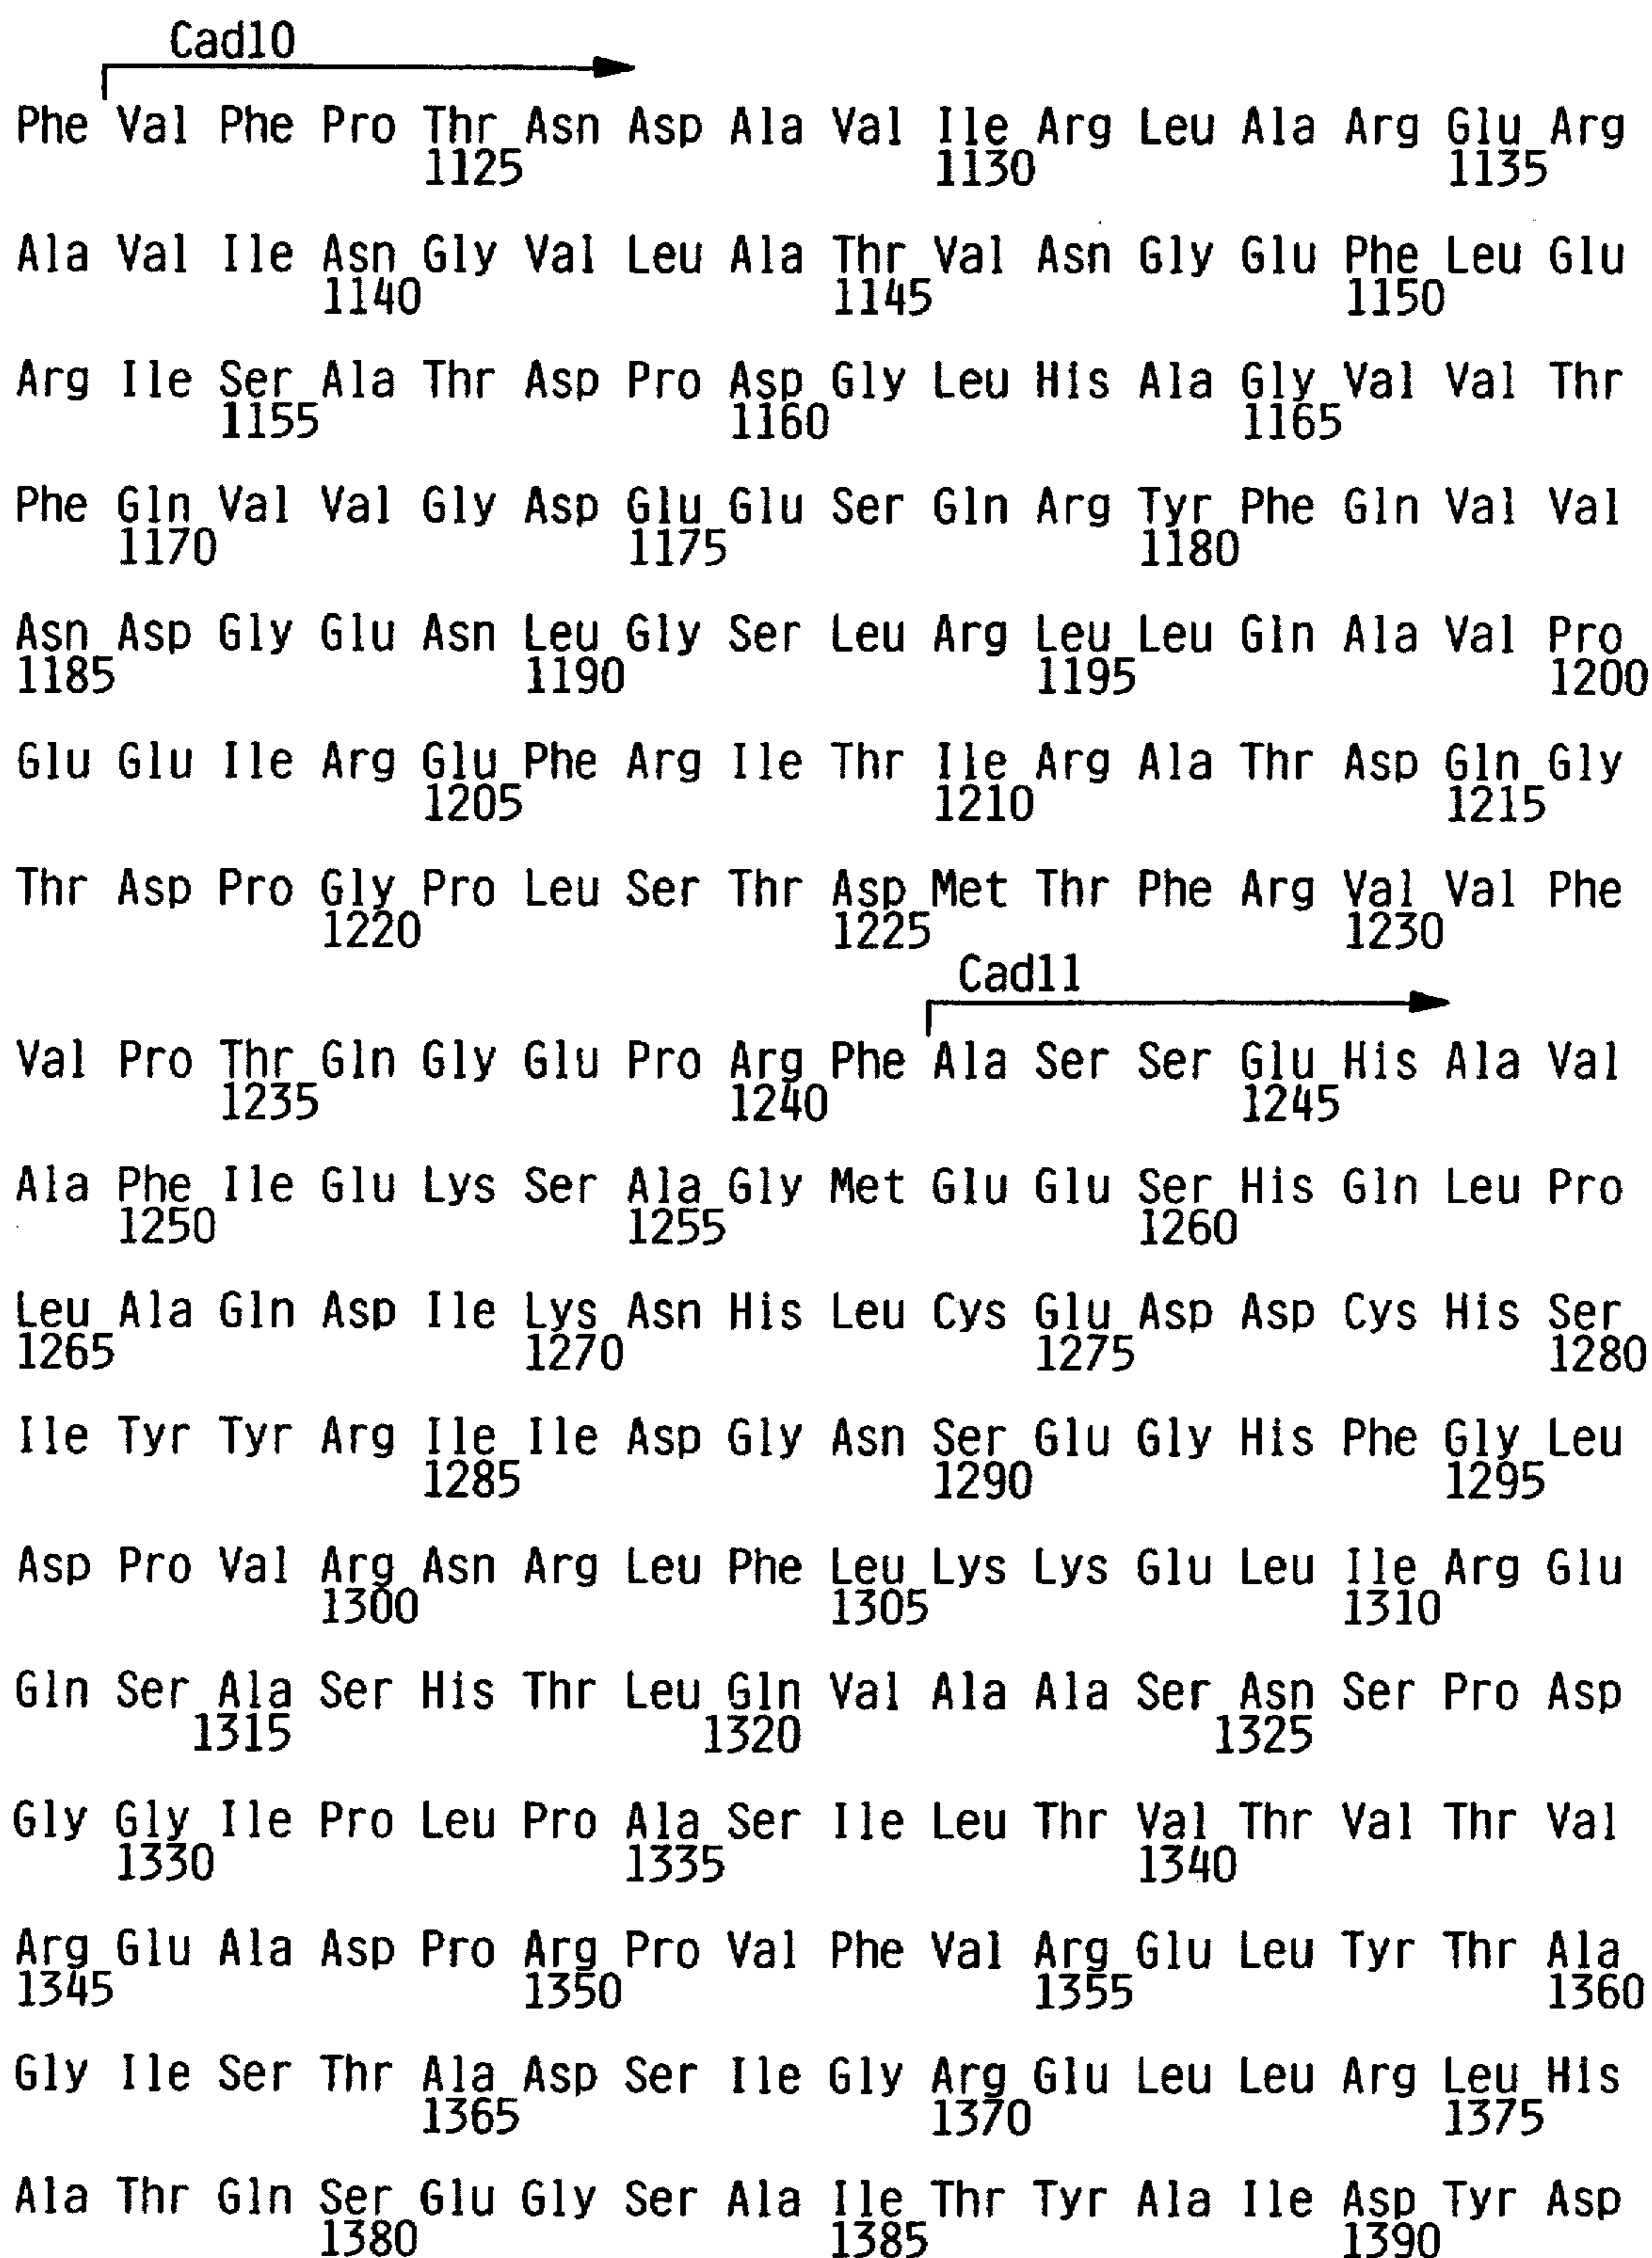 Cad10
Phe Val Phe Pro Thr Asn Asp Ala Val Ile Arg Leu Ala Arg Glu Arg
1125 1130 1135
Ala Val Ile Asn Gly Val Leu Ala Thr Val Asn Gly Glu Phe Leu Glu
1140 1145 1150
Arg Ile Ser Ala Thr Asp Pro Asp Gly Leu His Ala Gly Val Val Thr
1155 1160 1165
Phe Gln Val Val Gly Asp Glu Glu Ser Gln Arg Tyr Phe Gln Val Val
1170 1175 1180
Asn Asp Gly Glu Asn Leu Gly Ser Leu Arg Leu Leu Gln Ala Val Pro
1185 1190 1195 1200
Glu Glu Ile Arg Glu Phe Arg Ile Thr Ile Arg Ala Thr Asp Gln Gly
1205 1210 1215
Thr Asp Pro Gly Pro Leu Ser Thr Asp Met Thr Phe Arg Val Val Phe
1220 1225 1230
Cad11
Val Pro Thr Gln Gly Glu Pro Arg Phe Ala Ser Ser Glu His Ala Val
1235 1240 1245
Ala Phe Ile Glu Lys Ser Ala Gly Met Glu Glu Ser His Gln Leu Pro
1250 1255 1260
Leu Ala Gln Asp Ile Lys Asn His Leu Cys Glu Asp Asp Cys His Ser
1265 1270 1275 1280
Ile Tyr Tyr Arg Ile Ile Asp Gly Asn Ser Glu Gly His Phe Gly Leu
1285 1290 1295
Asp Pro Val Arg Asn Arg Leu Phe Leu Lys Lys Glu Leu Ile Arg Glu
1300 1305 1310
Gln Ser Ala Ser His Thr Leu Gln Val Ala Ala Ser Asn Ser Pro Asp
1315 1320 1325
Gly Gly Ile Pro Leu Pro Ala Ser Ile Leu Thr Val Thr Val Thr Val
1330 1335 1340
Arg Glu Ala Asp Pro Arg Pro Val Phe Val Arg Glu Leu Tyr Thr Ala
1345 1350 1355 1360
Gly Ile Ser Thr Ala Asp Ser Ile Gly Arg Glu Leu Leu Arg Leu His
1365 1370 1375
Ala Thr Gln Ser Glu Gly Ser Ala Ile Thr Tyr Ala Ile Asp Tyr Asp
1380 1385 1390